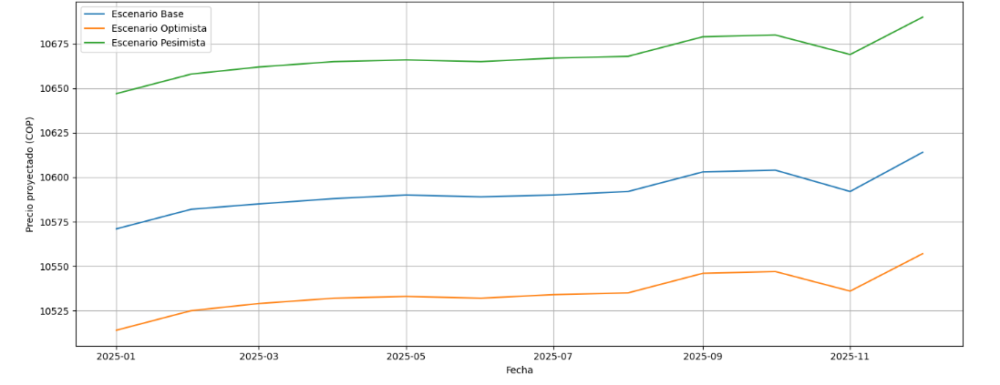 Escenario Base
Escenario Optimista
Escenario Pesimista
Precio proyectado (COP)
10675
10650
10625
10600
10575
10550
10525
2025-01 2025-03 2025-05 2025-07 2025-09 2025-11
Fecha